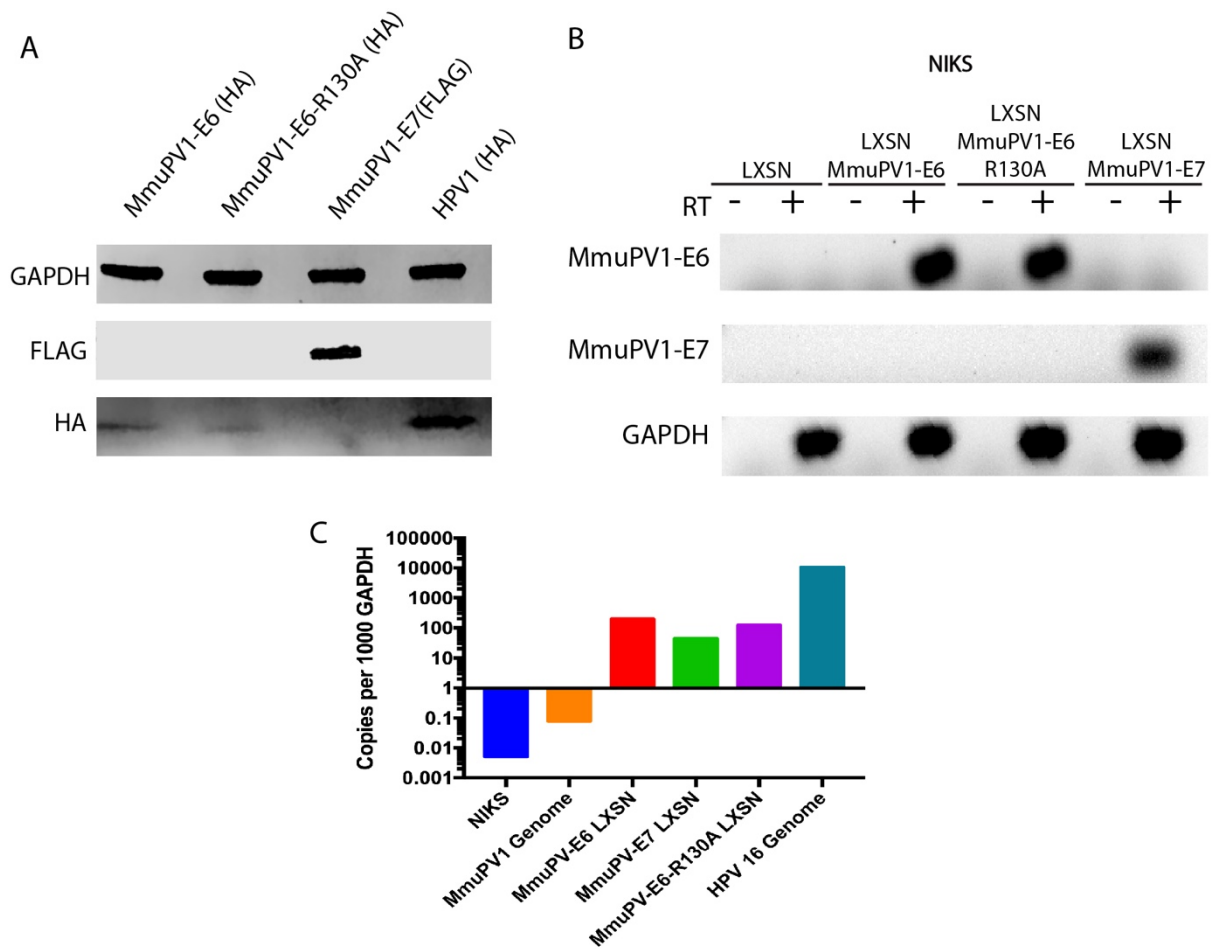 A
MmuPV1-E6 (HA)
MmuPV1-E6-R130A (HA)
MmuPV1-E7(FLAG)
HPV1 (HA)
GAPDH
FLAG
HA
B
NIKS
LXSN
LXSN
MmuPV1-E6
LXSN
MmuPV1-E6
R130A
LXSN
MmuPV1-E7
RT - + - + - + - +
MmuPV1-E6
MmuPV1-E7
GAPDH
C
Copies per 1000 GAPDH
100000
10000
1000
100
10
1
0.1
0.01
0.001
NIKS
MmuPV1 Genome
MmuPV-E6 LXSN
MmuPV-E7 LXSN
MmuPV-E6-R130A LXSN
HPV 16 Genome